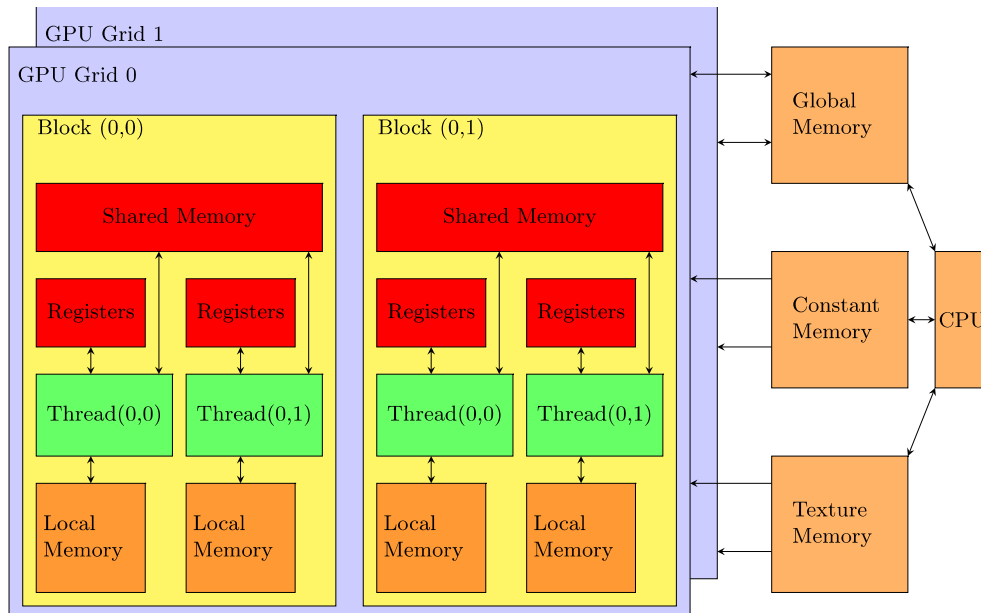 GPU Grid 1
GPU Grid 0
Block (0,0)
Shared Memory
Registers
Registers
Thread(0,0)
Thread(0,1)
Local
Memory
Local
Memory
Block (0,1)
Shared Memory
Registers
Registers
Thread(0,0)
Thread(0,1)
Local
Memory
Local
Memory
Global
Memory
Constant
Memory
Texture
Memory
CPU